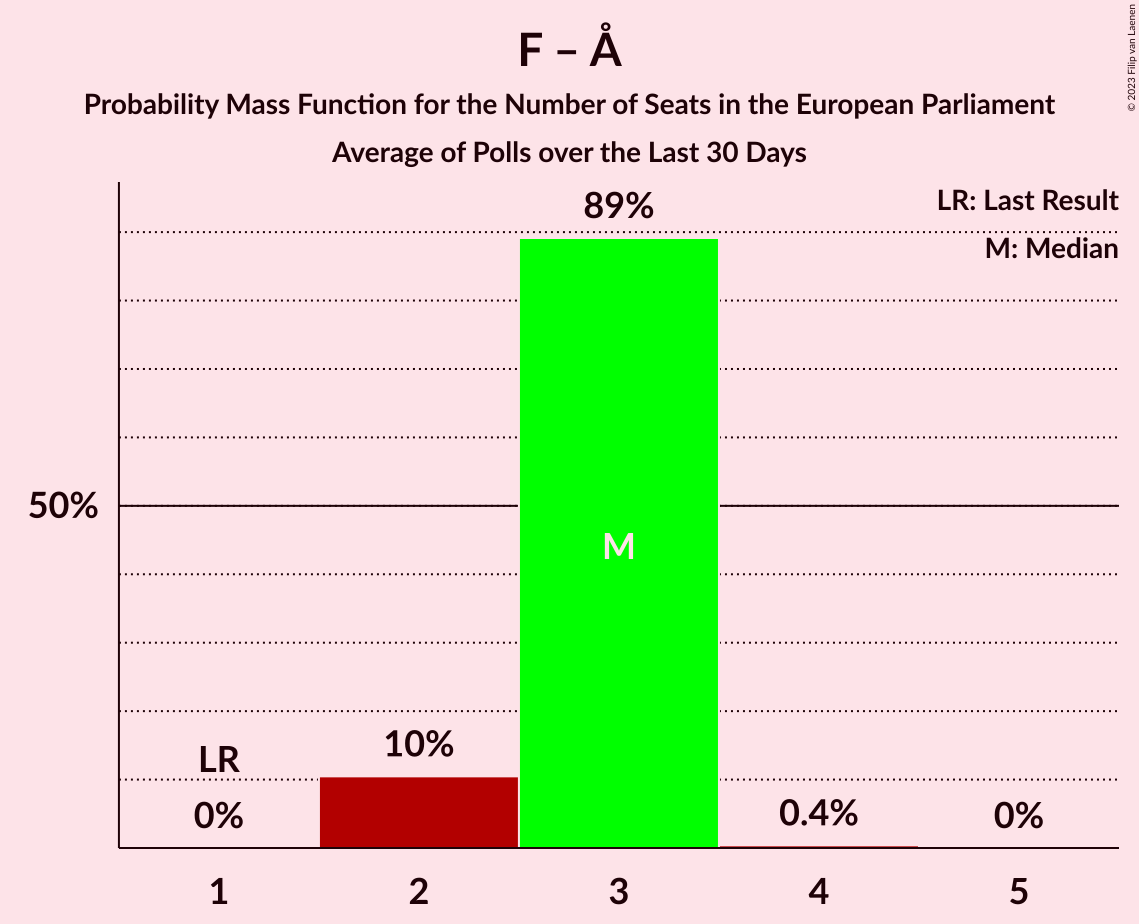 F – Å
Probability Mass Function for the Number of Seats in the European Parliament
Average of Polls over the Last 30 Days
© 2023 Filip van Laenen
LR: Last Result
M: Median
89%
50%
M
LR
10%
0%
0.4%
0%
1 2 3 4 5